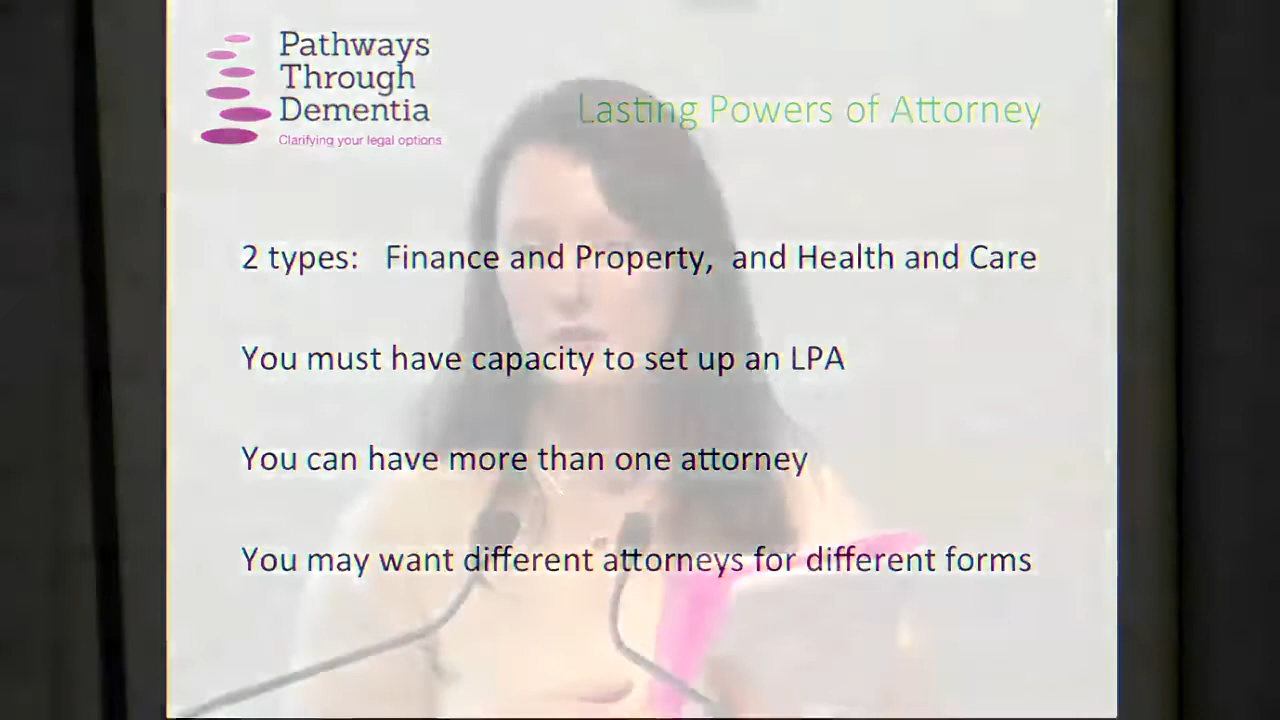 Pathways
Through
Dementia
Clarifying your legal options
Lasting Powers of Attorney
2 types: Finance and Property, and Health and Care
You must have capacity to set up an LPA
You can have more than one attorney
You may want different attorneys for different forms